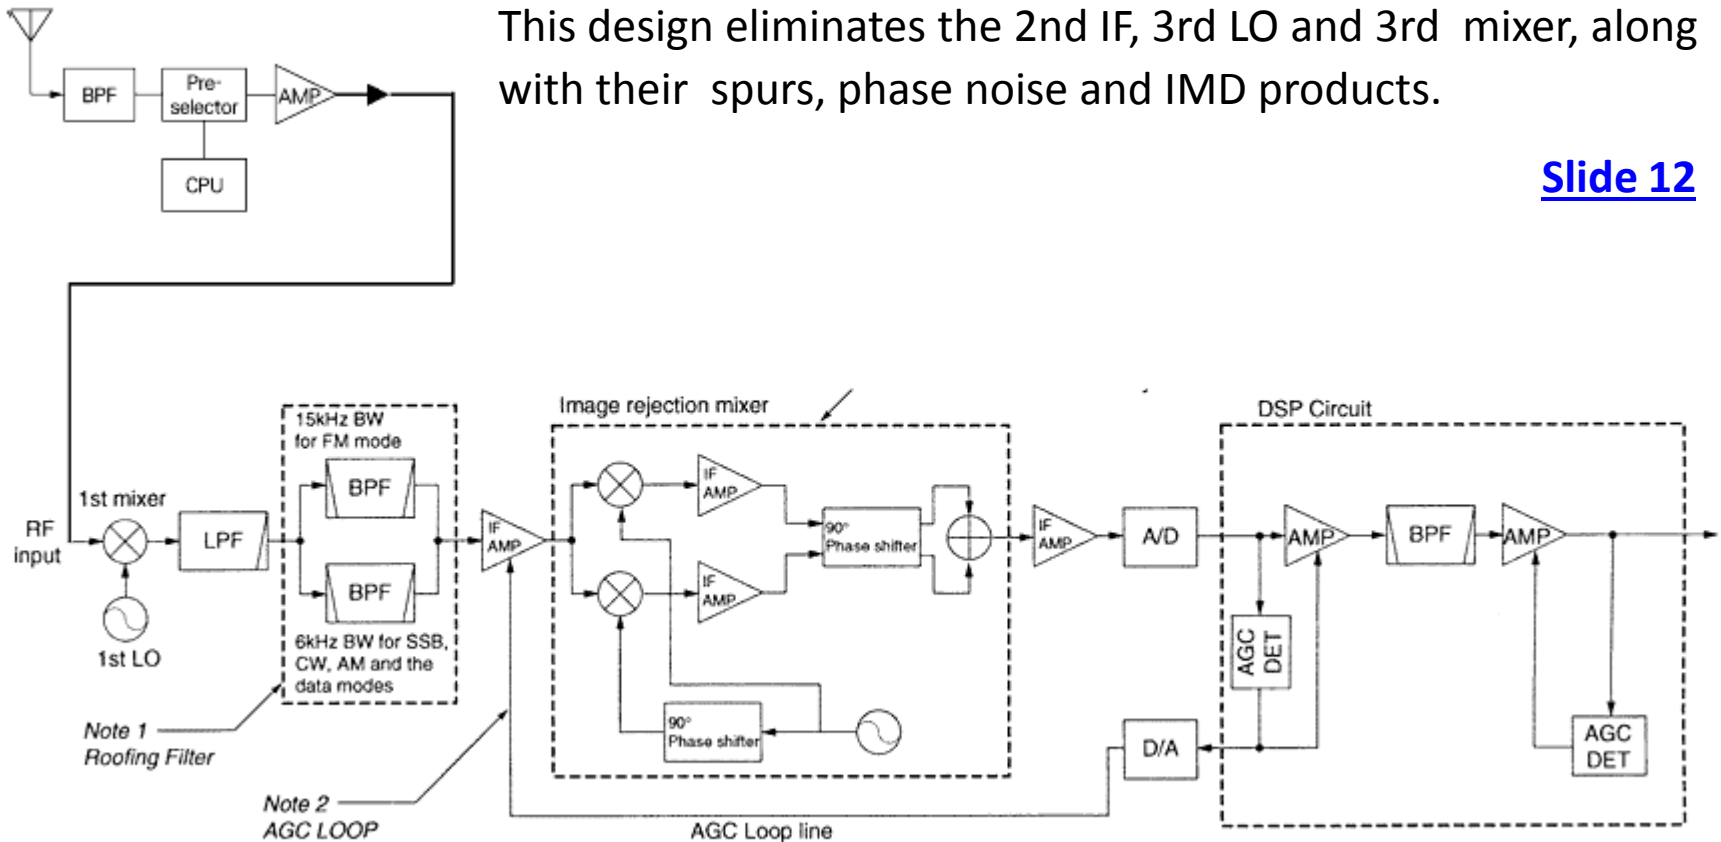 This design eliminates the 2nd IF, 3rd LO and 3rd mixer, along
with their spurs, phase noise and IMD products.
Slide 12
BPF
Pre-
selector
AMP
CPU
RF
input
1st mixer
1st LO
LPF
15kHz BW
for FM mode
BPF
BPF
6kHz BW for SSB,
CW, AM and the
data modes
Note 1
Roofing Filter
IF
AMP
Note 2
AGC LOOP
Image rejection mixer
IF
AMP
IF
AMP
90°
Phase shifter
90°
Phase shifter
IF
AMP
A/D
D/A
AGC Loop line
DSP Circuit
AMP
BPF
AMP
AGC
DET
AGC
DET